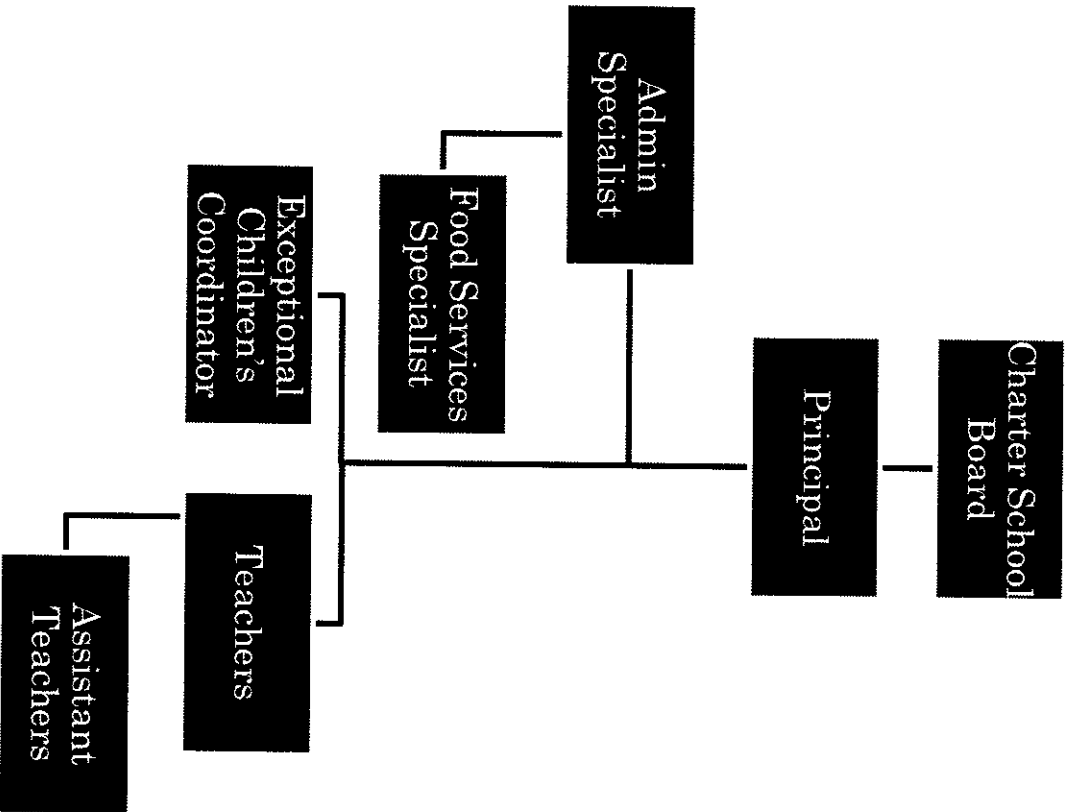 Charter School
Board
Principal
Admin
Specialist
Food Services
Specialist
Exceptional
Children's
Coordinator
Teachers
Assistant
Teachers